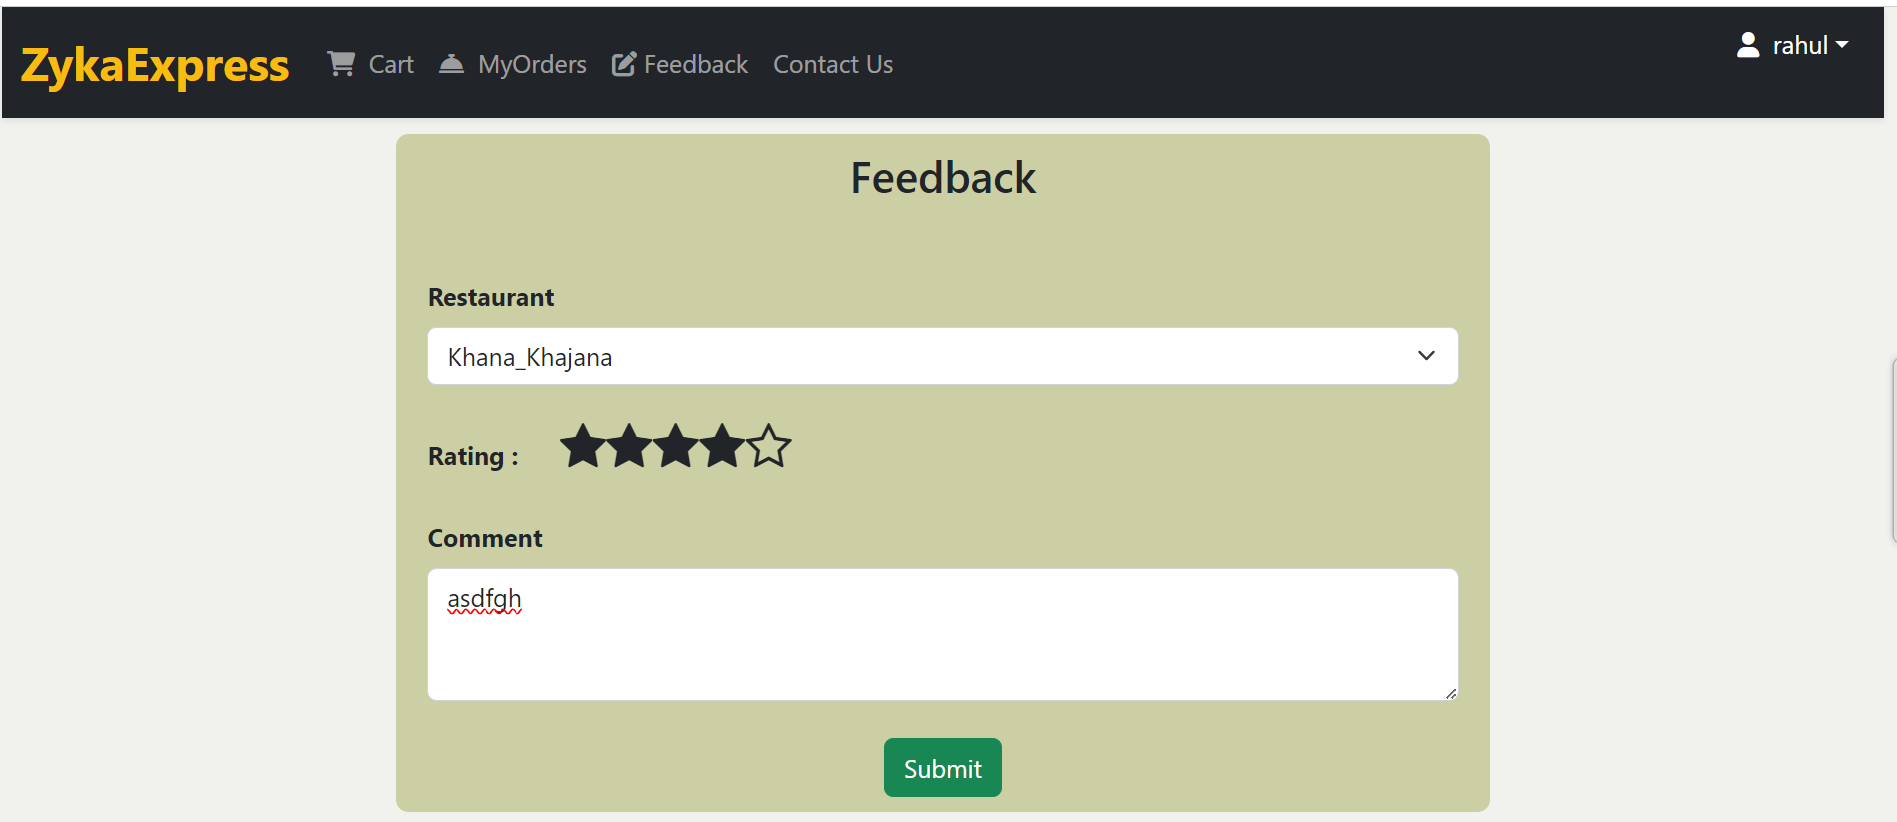 ZykaExpress Cart MyOrders Feedback Contact Us rahul
Feedback
Restaurant
Khana_Khajana
Rating :
Comment
asdfgh
Submit